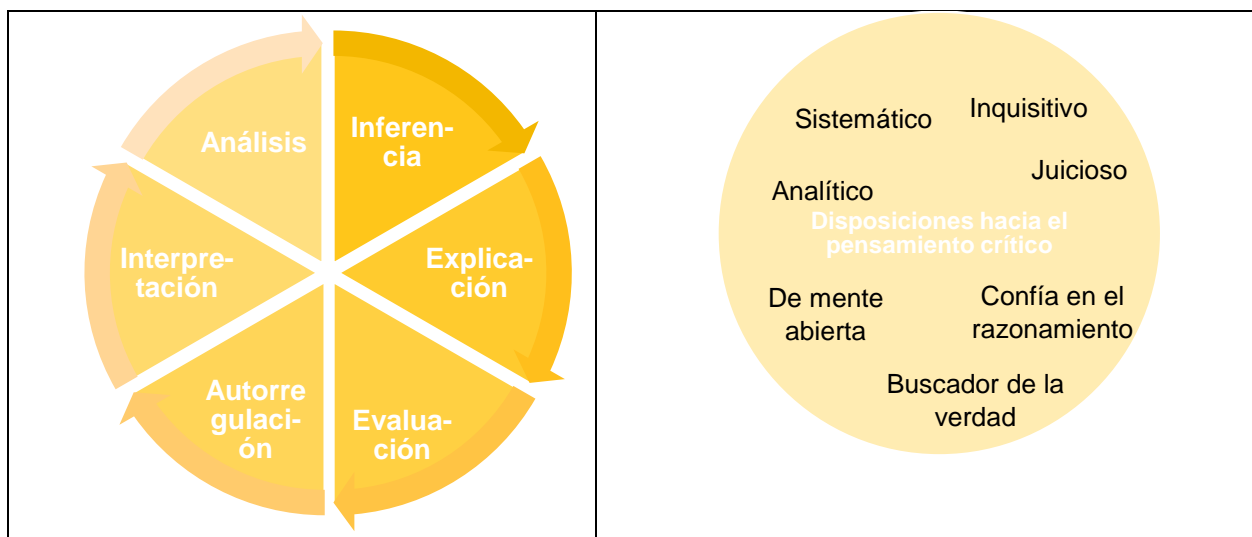 Análisis
Inferen-
cia
Explica-
ción
Evalua-
ción
Autorre
gulaci-
ón
Interpre-
tación
Sistemático
Inquisitivo
Juicioso
Analítico
Disposiciones hacia el
pensamiento crítico
De mente
abierta
Confía en el
razonamiento
Buscador de la
verdad